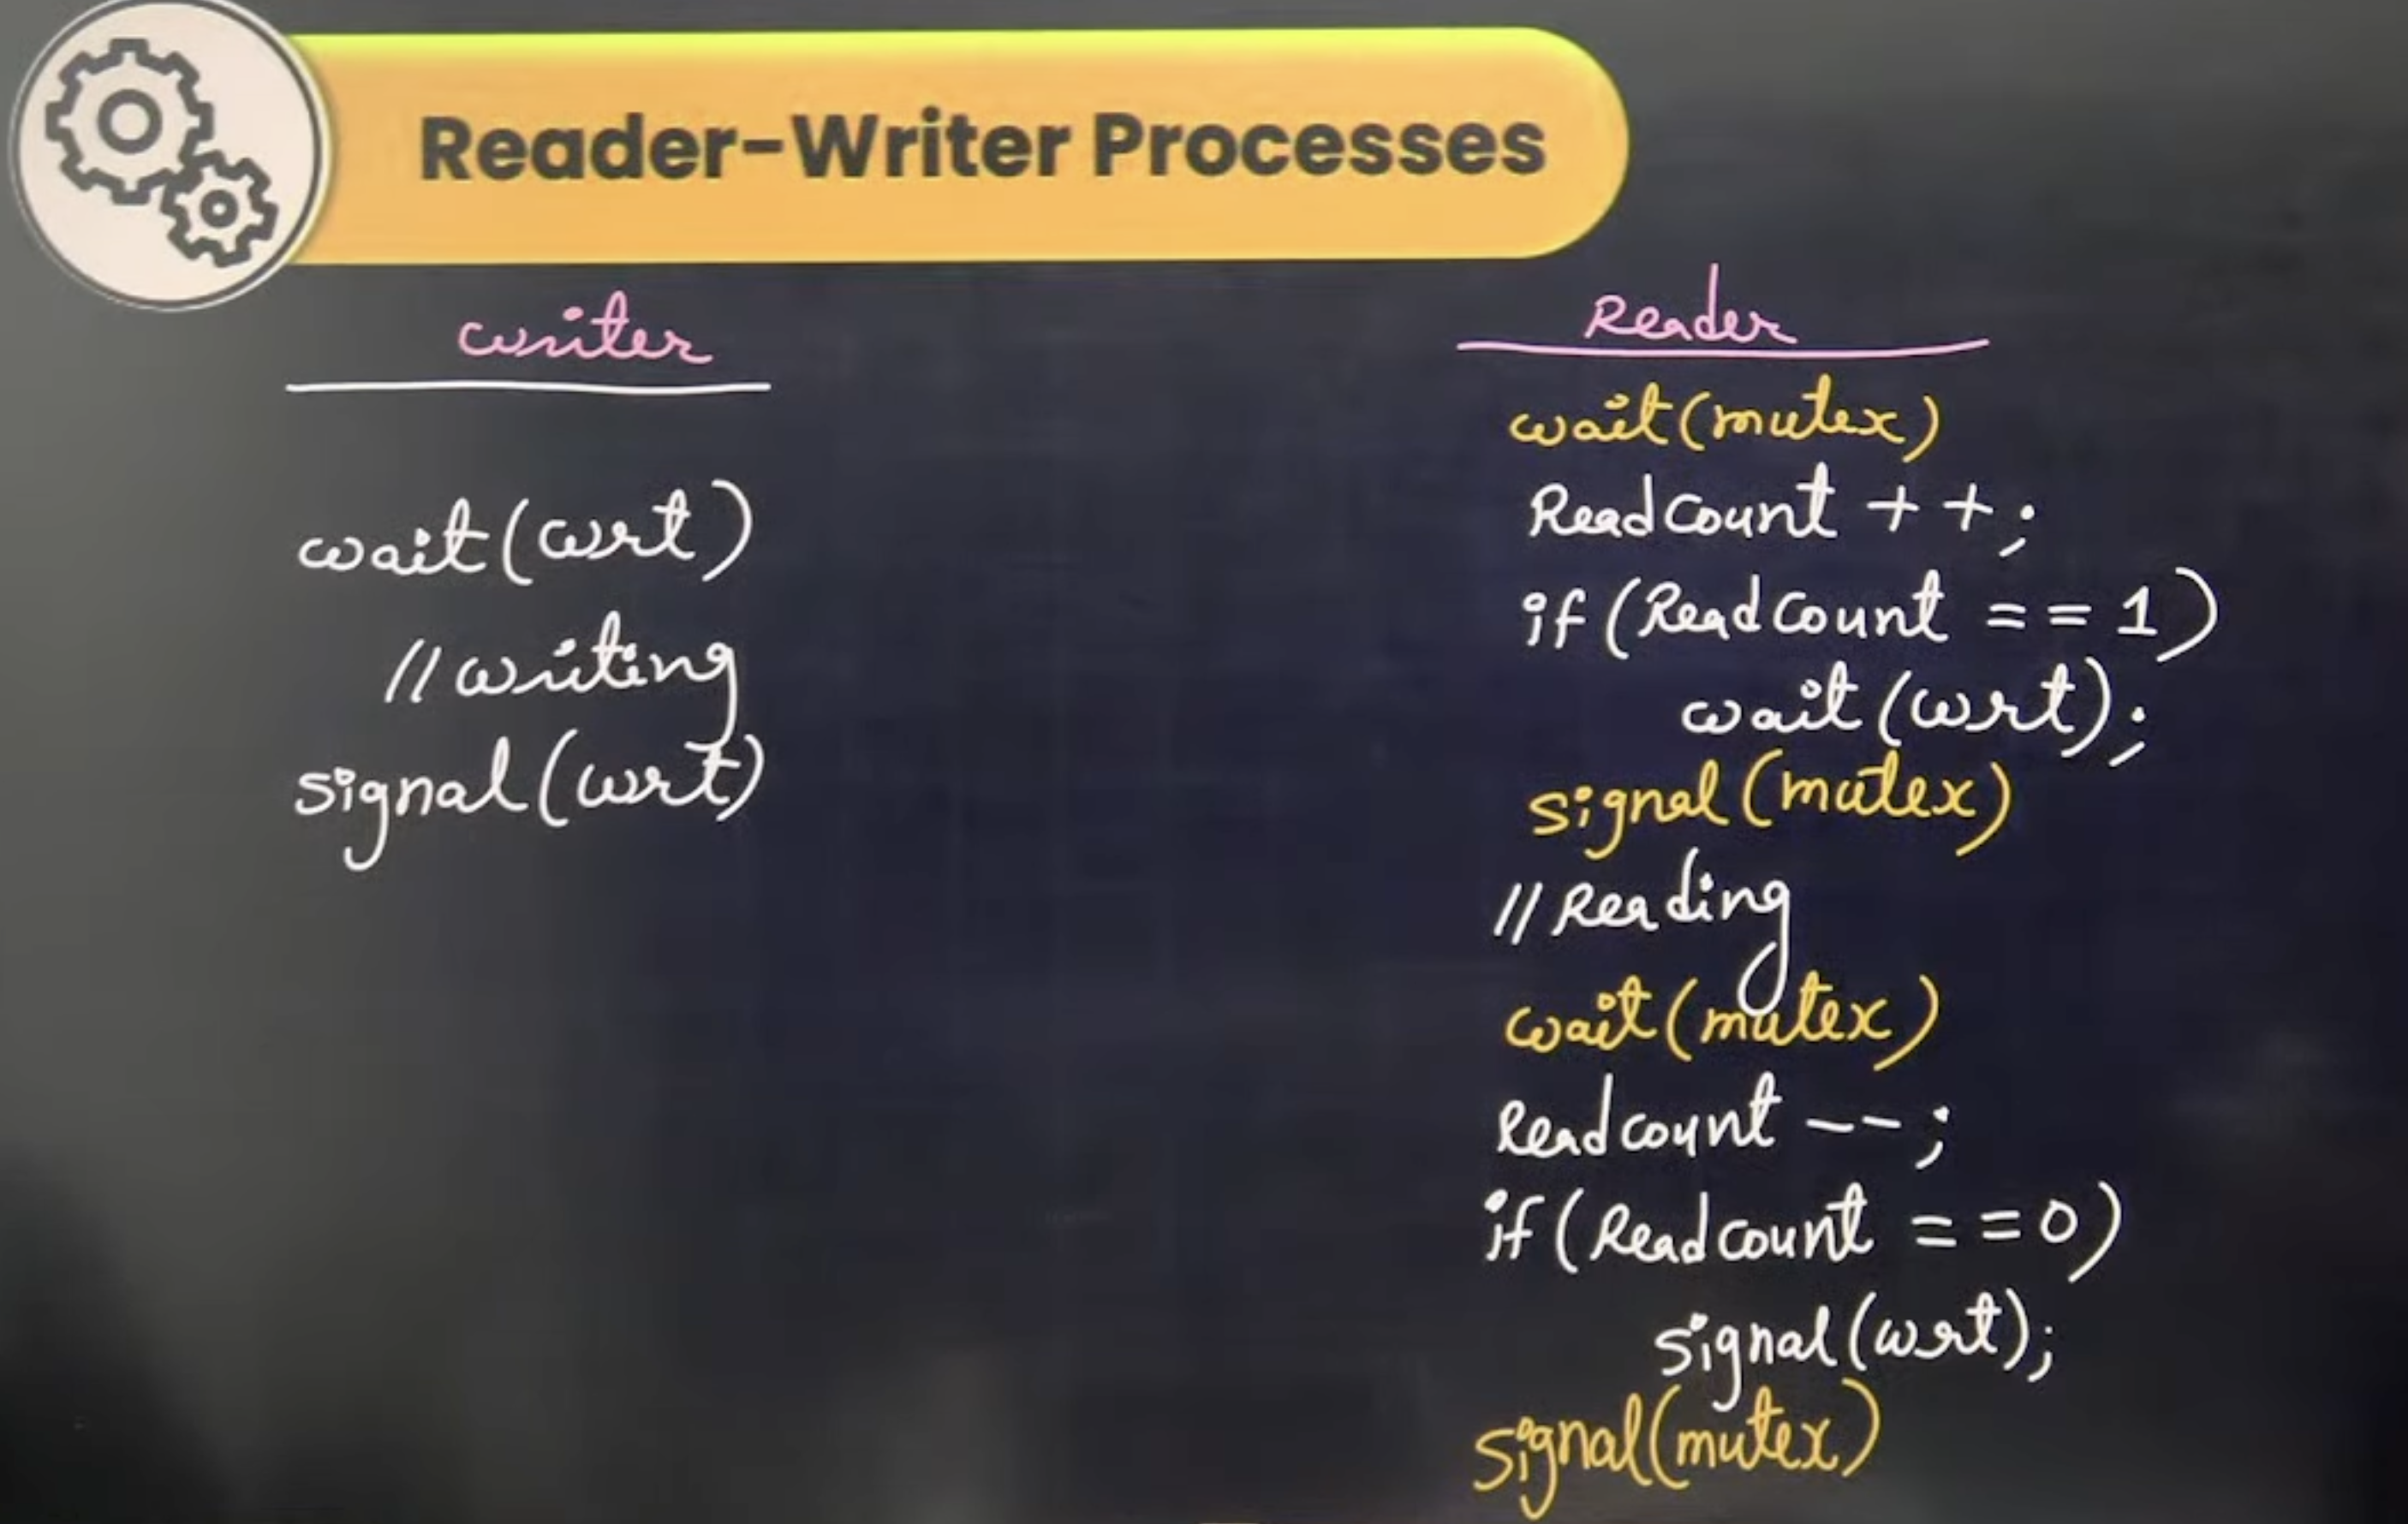 Reader-Writer Processes
writer
wait(wrt)
//writing
signal(wrt)
Reader
wait(mutex)
Readcount ++;
if(Readcount == 1)
wait(wrt);
signal(mutex)
//Reading
wait(mutex)
Readcount --;
if(Readcount ==0)
signal(wrt);
signal(mutex)